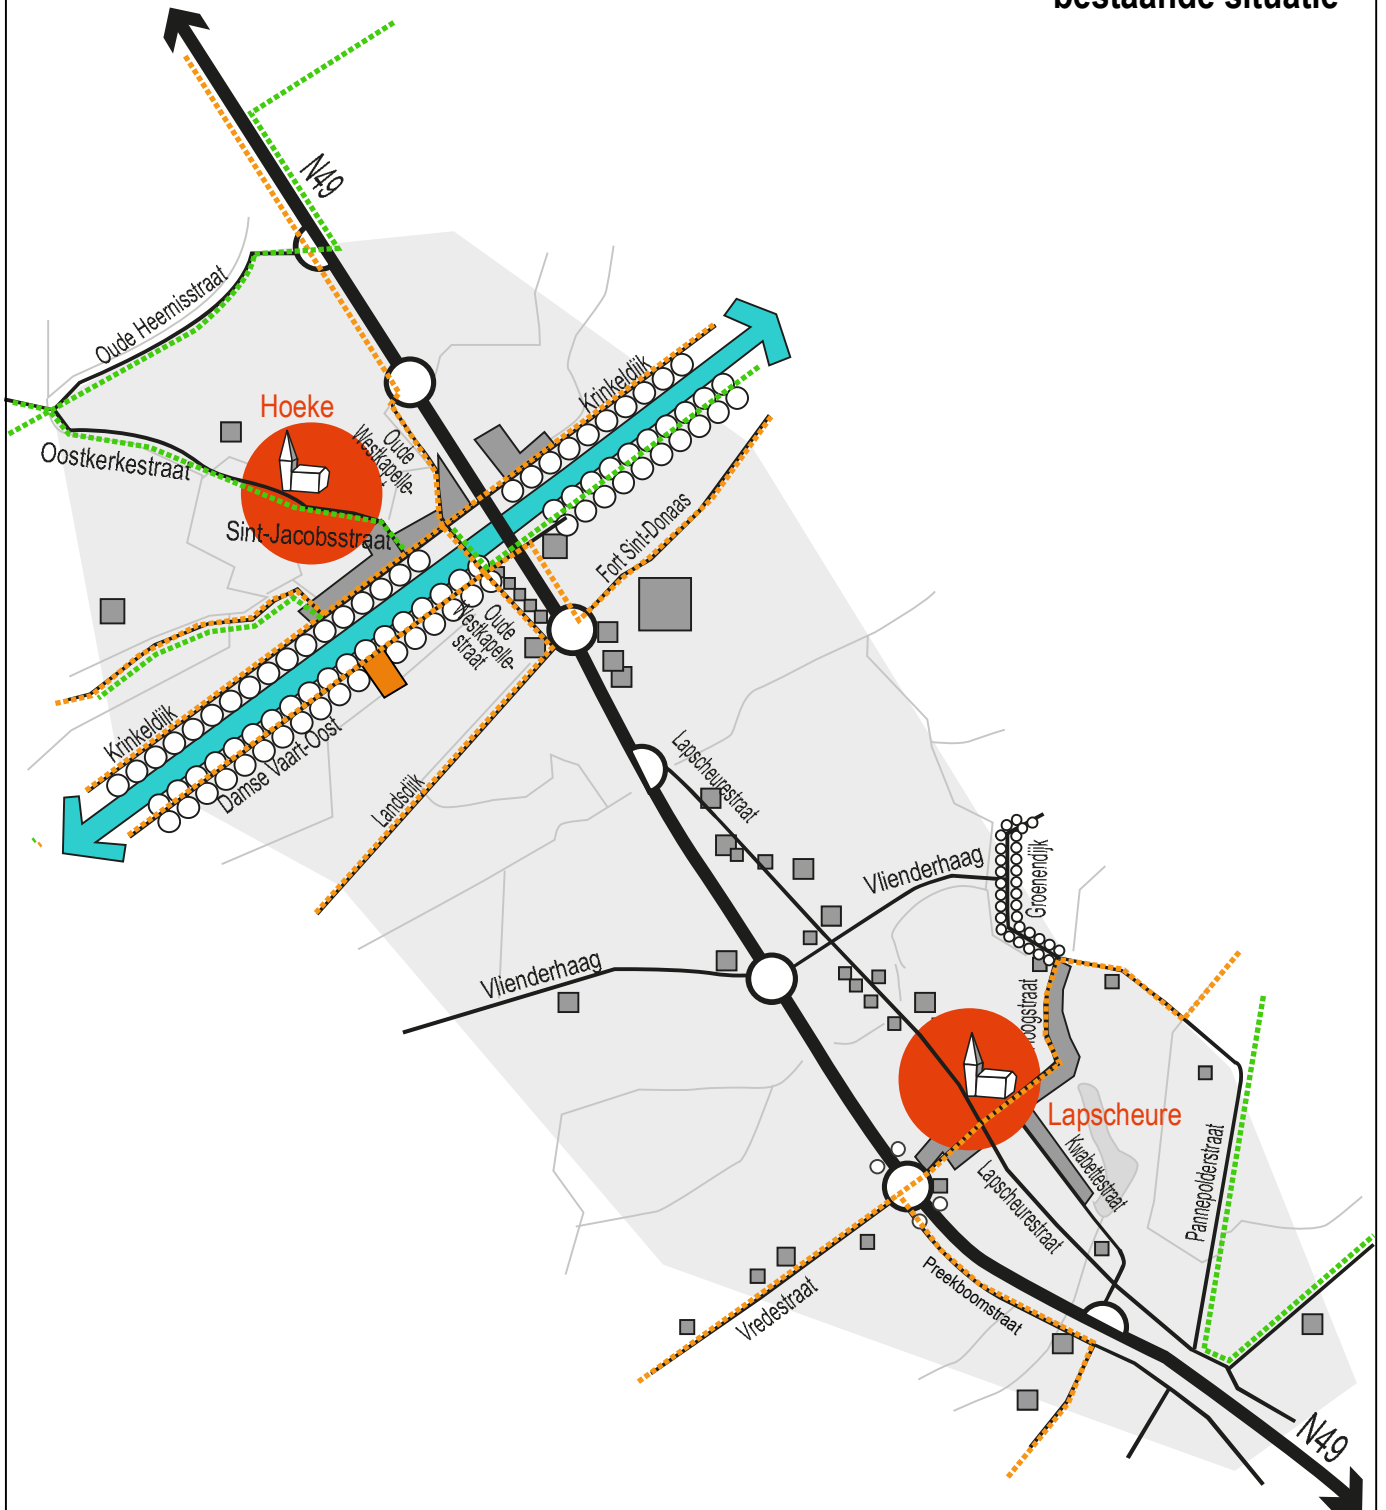 bestaande situatie
N49
Oude Heernisstraat
Krinkeldijk
Hoeke
Oude
Westkapelle-
Oostkerkestraat
Sint-Jacobsstraat
Fort Sint-Donaas
Oude
Westkapelle-
straat
Krinkeldijk
Damse Vaart-Oost
Landsdijk
Lapscheurestraat
Vlienderhaag
Groenendijk
Vlienderhaag
Lapscheure
Kwabettestraat
Pannepolderstraat
Lapscheurestraat
Preekboomstraat
Vredestraat
N49